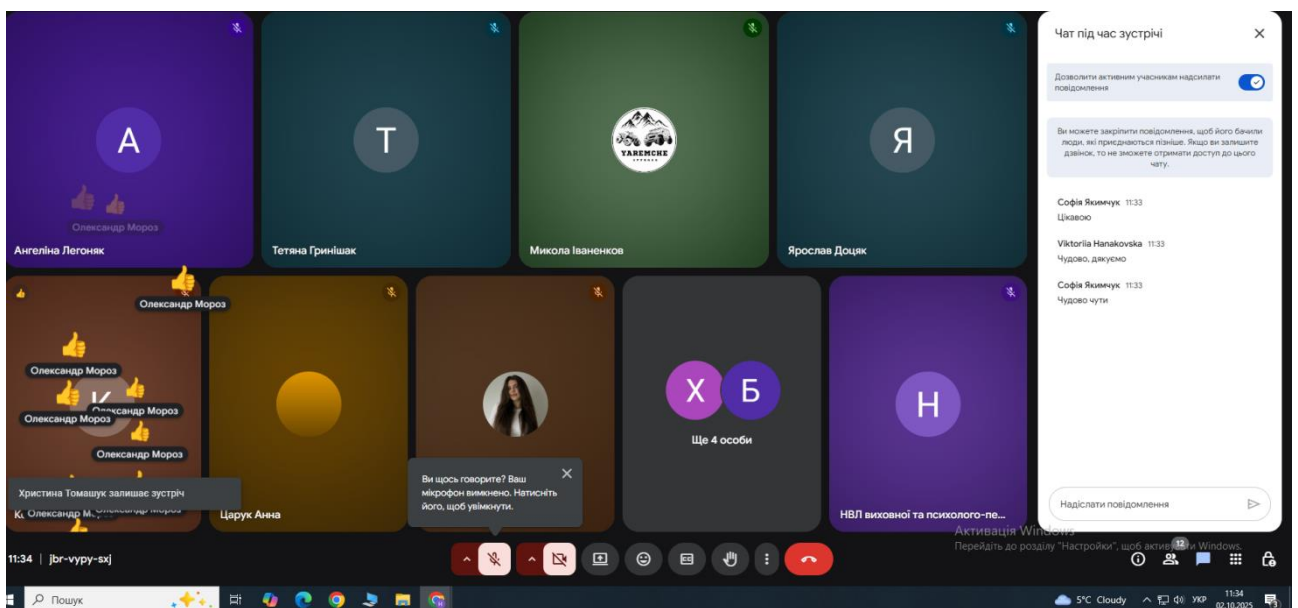 А
Олександр Мороз
Ангеліна Легоняк
Т
Тетяна Гринішак
YAREMCHE
Микола Іваненков
Я
Ярослав Доцяк
Олександр Мороз
Олександр Мороз
Олександр Мороз
Олександр Мороз
Олександр Мороз
Христина Томашук залишає зустріч
Олександр
Царук Анна
Ви щось говорите? Ваш
мікрофон вимкнено. Натисніть
його, щоб увімкнути.
Х
Б
Ще 4 особи
Н
НВЛ виховної та психолого-пе...
Чат під час зустрічі
Дозволити активним учасникам надсилати
повідомлення
Ви можете закріпити повідомлення, щоб його бачили
люди, які приєднаються пізніше. Якщо ви залишите
дзвінок, то не зможете отримати доступ до цього
чату.
Софія Якимчук 11:33
Цікавою
Viktoriia Hanakovska 11:33
Чудово, дякуємо
Софія Якимчук 11:33
Чудово чути
Надіслати повідомлення
Активація Windows
Перейдіть до розділу "Настройки", щоб активувати Windows.
11:34 | jbr-vypy-sxj
12
Пошук
5°C Cloudy
УКР
11:34
02.10.2025